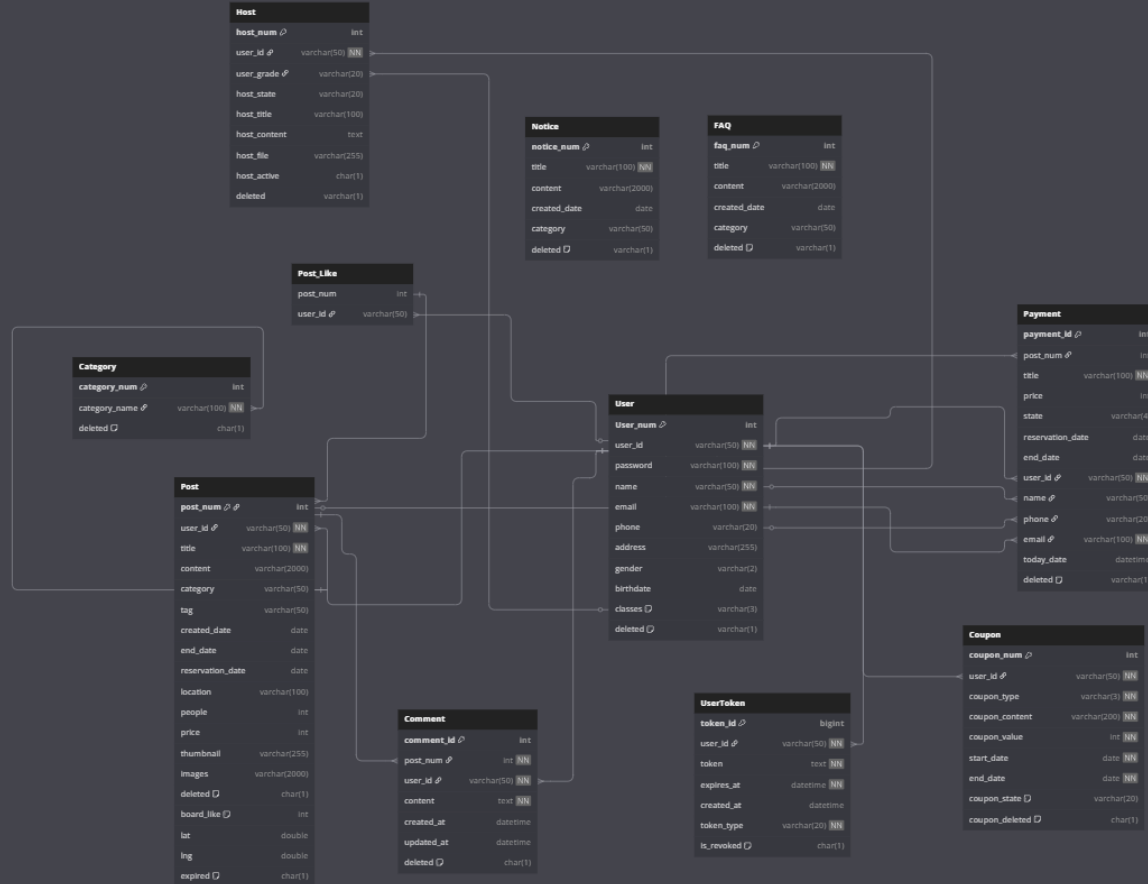 Host
host_num int
user_id varchar(50) NN
user_grade varchar(20)
host_state varchar(20)
host_title varchar(100)
host_content text
host_file varchar(255)
host_active char(1)
deleted varchar(1)
Notice
notice_num int
title varchar(100) NN
content varchar(2000)
created_date date
category varchar(50)
deleted varchar(1)
FAQ
faq_num int
title varchar(100) NN
content varchar(2000)
created_date date
category varchar(50)
deleted varchar(1)
Post_Like
post_num int
user_id varchar(50)
Category
category_num int
category_name varchar(100) NN
deleted char(1)
User
User_num int
user_id varchar(50) NN
password varchar(100) NN
name varchar(50) NN
email varchar(100) NN
phone varchar(20)
address varchar(255)
gender varchar(2)
birthdate date
classes varchar(3)
deleted varchar(1)
Payment
payment_id
post_num
title varchar(100) NN
price
state
reservation_date
end_date
user_id varchar(50) NN
name
phone
email varchar(100) NN
today_date
deleted
Post
post_num int
user_id varchar(50) NN
title varchar(100) NN
content varchar(2000)
category varchar(50)
tag varchar(50)
created_date date
end_date date
reservation_date date
location varchar(100)
people int
price int
thumbnail varchar(255)
images varchar(2000)
deleted char(1)
board_like int
lat double
lng double
expired char(1)
Comment
comment_id int
post_num int NN
user_id varchar(50) NN
content text NN
created_at datetime
updated_at datetime
deleted char(1)
UserToken
token_id bigint
user_id varchar(50) NN
token text NN
expires_at datetime NN
created_at datetime
token_type varchar(20) NN
is_revoked char(1)
Coupon
coupon_num int
user_id varchar(50) NN
coupon_type varchar(3) NN
coupon_content varchar(200) NN
coupon_value int NN
start_date date NN
end_date date NN
coupon_state varchar(20)
coupon_deleted char(1)